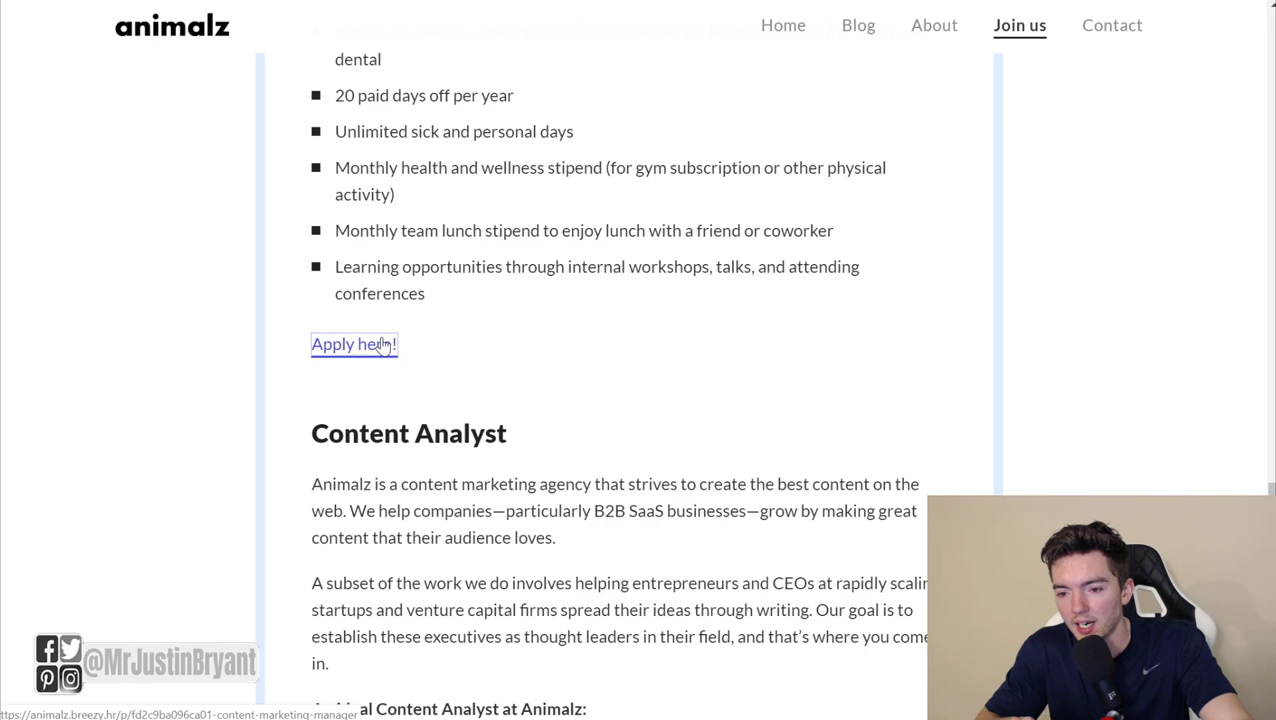 animalz
Home Blog About Join us Contact
dental
20 paid days off per year
Unlimited sick and personal days
Monthly health and wellness stipend (for gym subscription or other physical
activity)
Monthly team lunch stipend to enjoy lunch with a friend or coworker
Learning opportunities through internal workshops, talks, and attending
conferences
Apply here!
Content Analyst
Animalz is a content marketing agency that strives to create the best content on the
web. We help companies—particularly B2B SaaS businesses—grow by making great
content that their audience loves.
A subset of the work we do involves helping entrepreneurs and CEOs at rapidly
startups and venture capital firms spread their ideas through writing. Our goal is to
establish these executives as thought leaders in their field, and that's where you come
in.
@MrJustinBryant
Content Analyst at Animalz:
ttps://animalz.breezy.hr/p/fd2c9ba096ca01-content-marketing-manager